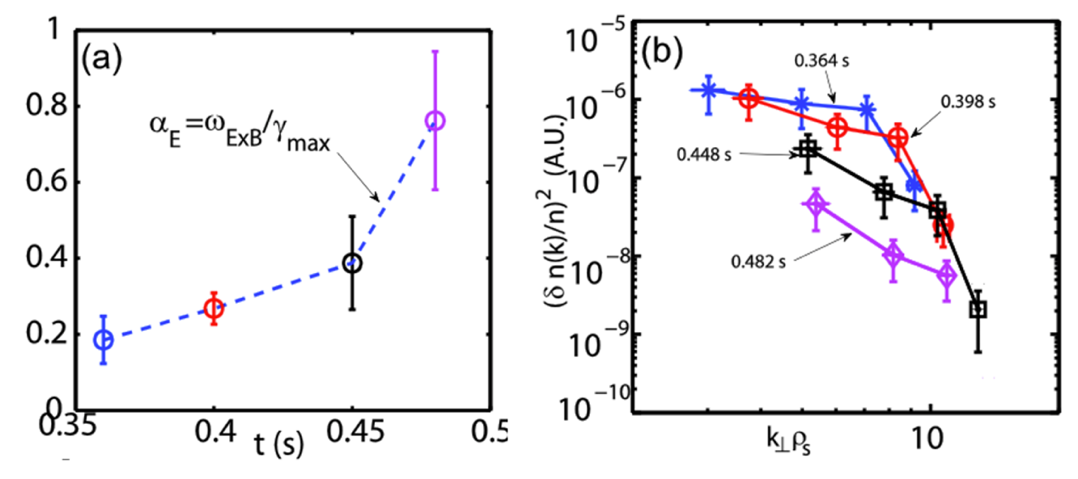 (a)
1
0.8
0.6
0.4
0.2
0
α_E = ω_ExB/γ_max
0.35
0.4
0.45
0.5
t (s)
(b)
10^−5
10^−6
10^−7
10^−8
10^−9
10^−10
(δ n(k)/n)^2 (A.U.)
0.364 s
0.398 s
0.448 s
0.482 s
k_⊥ρ_s
10